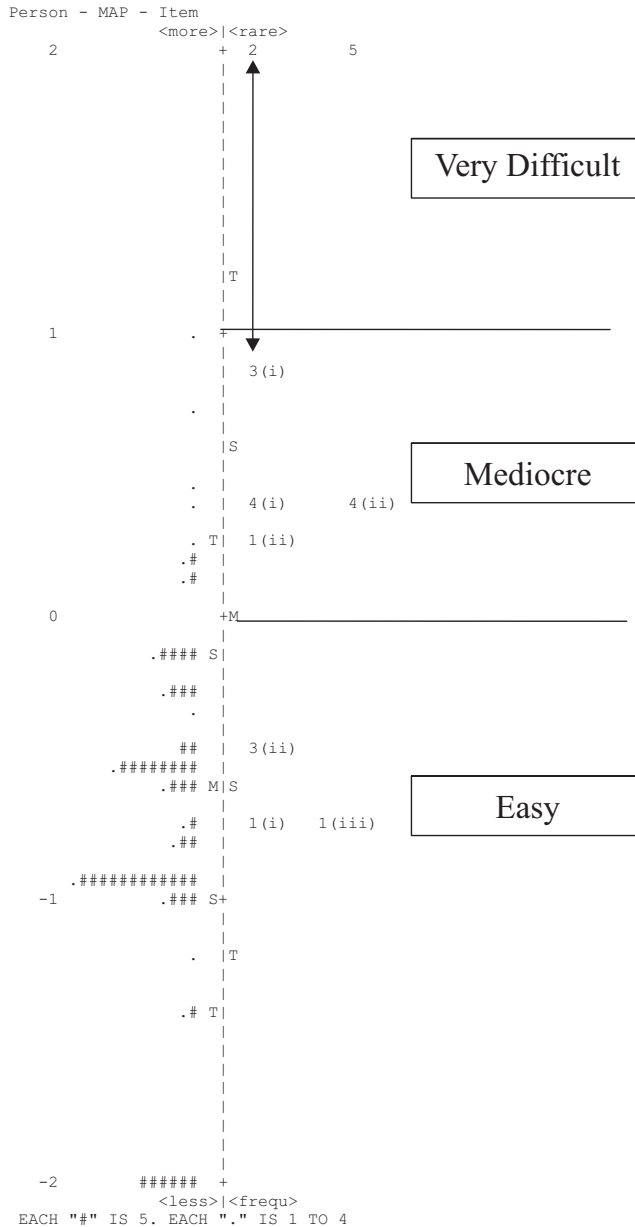 Person - MAP - Item
<more>|<rare>
2 + 2 5
|
|
|
|
|
|
Very Difficult
|
|
|
|
|
|T
|
|
1 . +
|
| 3(i)
|
. |
|
|S
Mediocre
|
. |
. | 4(i) 4(ii)
|
. T| 1(ii)
.# |
.# |
|
0 +M
|
.#### S|
|
.### |
. |
|
## | 3(ii)
.######## |
.### M|S
Easy
|
.# | 1(i) 1(iii)
.## |
|
.############ |
-1 .### S+
|
|
. |T
|
|
.# T|
|
|
|
|
|
|
|
|
-2 ###### +
<less>|<frequ>
EACH "#" IS 5. EACH "." IS 1 TO 4